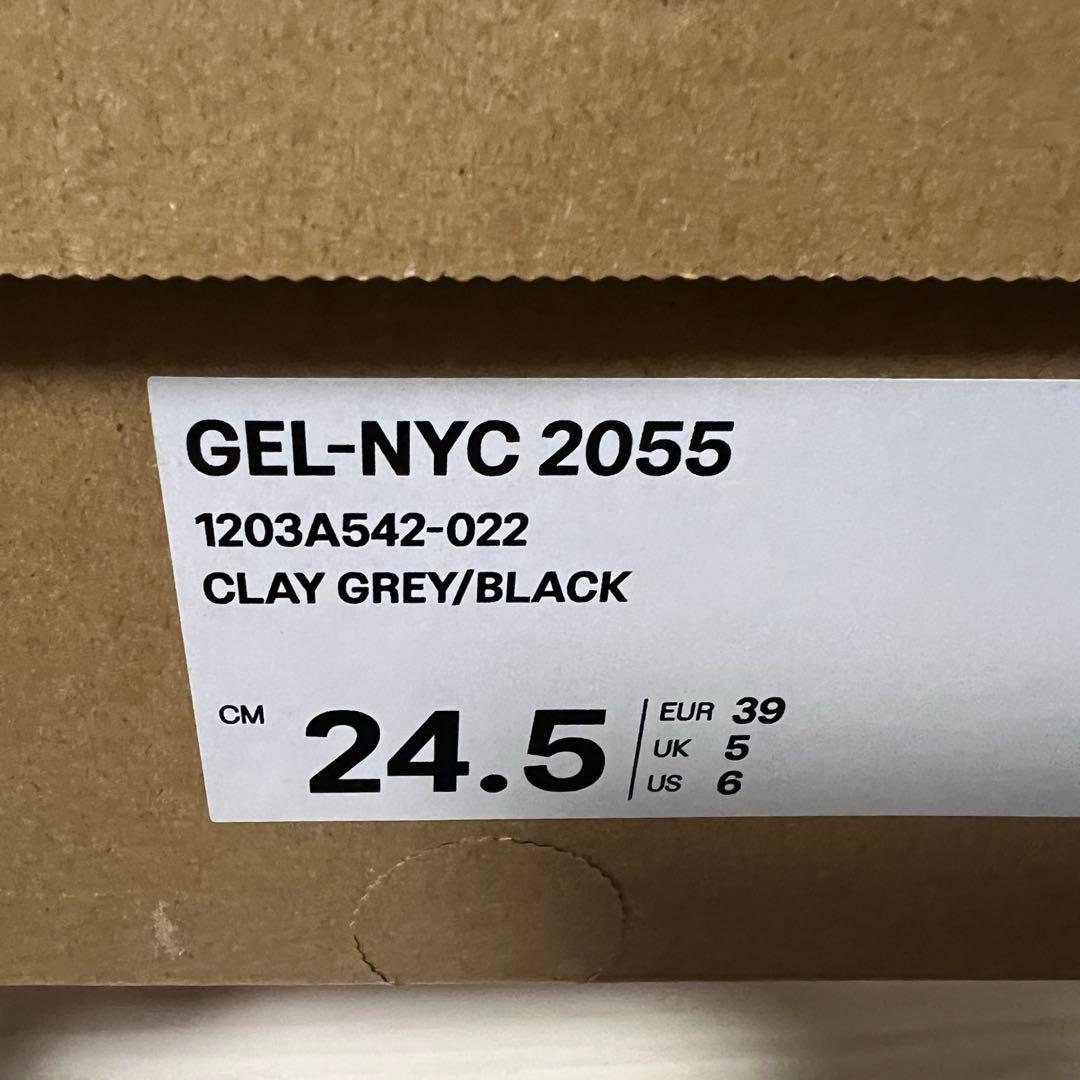 GEL-NYC 2055
1203A542-022
CLAY GREY/BLACK
CM 24.5
EUR 39
UK 5
US 6